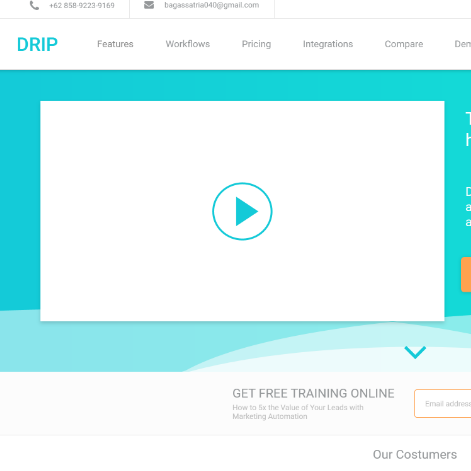 +62 858-9223-9169 bagassatria040@gmail.com
DRIP Features Workflows Pricing Integrations Compare Dem
T
h
D
a
a
GET FREE TRAINING ONLINE
How to 5x the Value of Your Leads with
Marketing Automation
Email address
Our Costumers